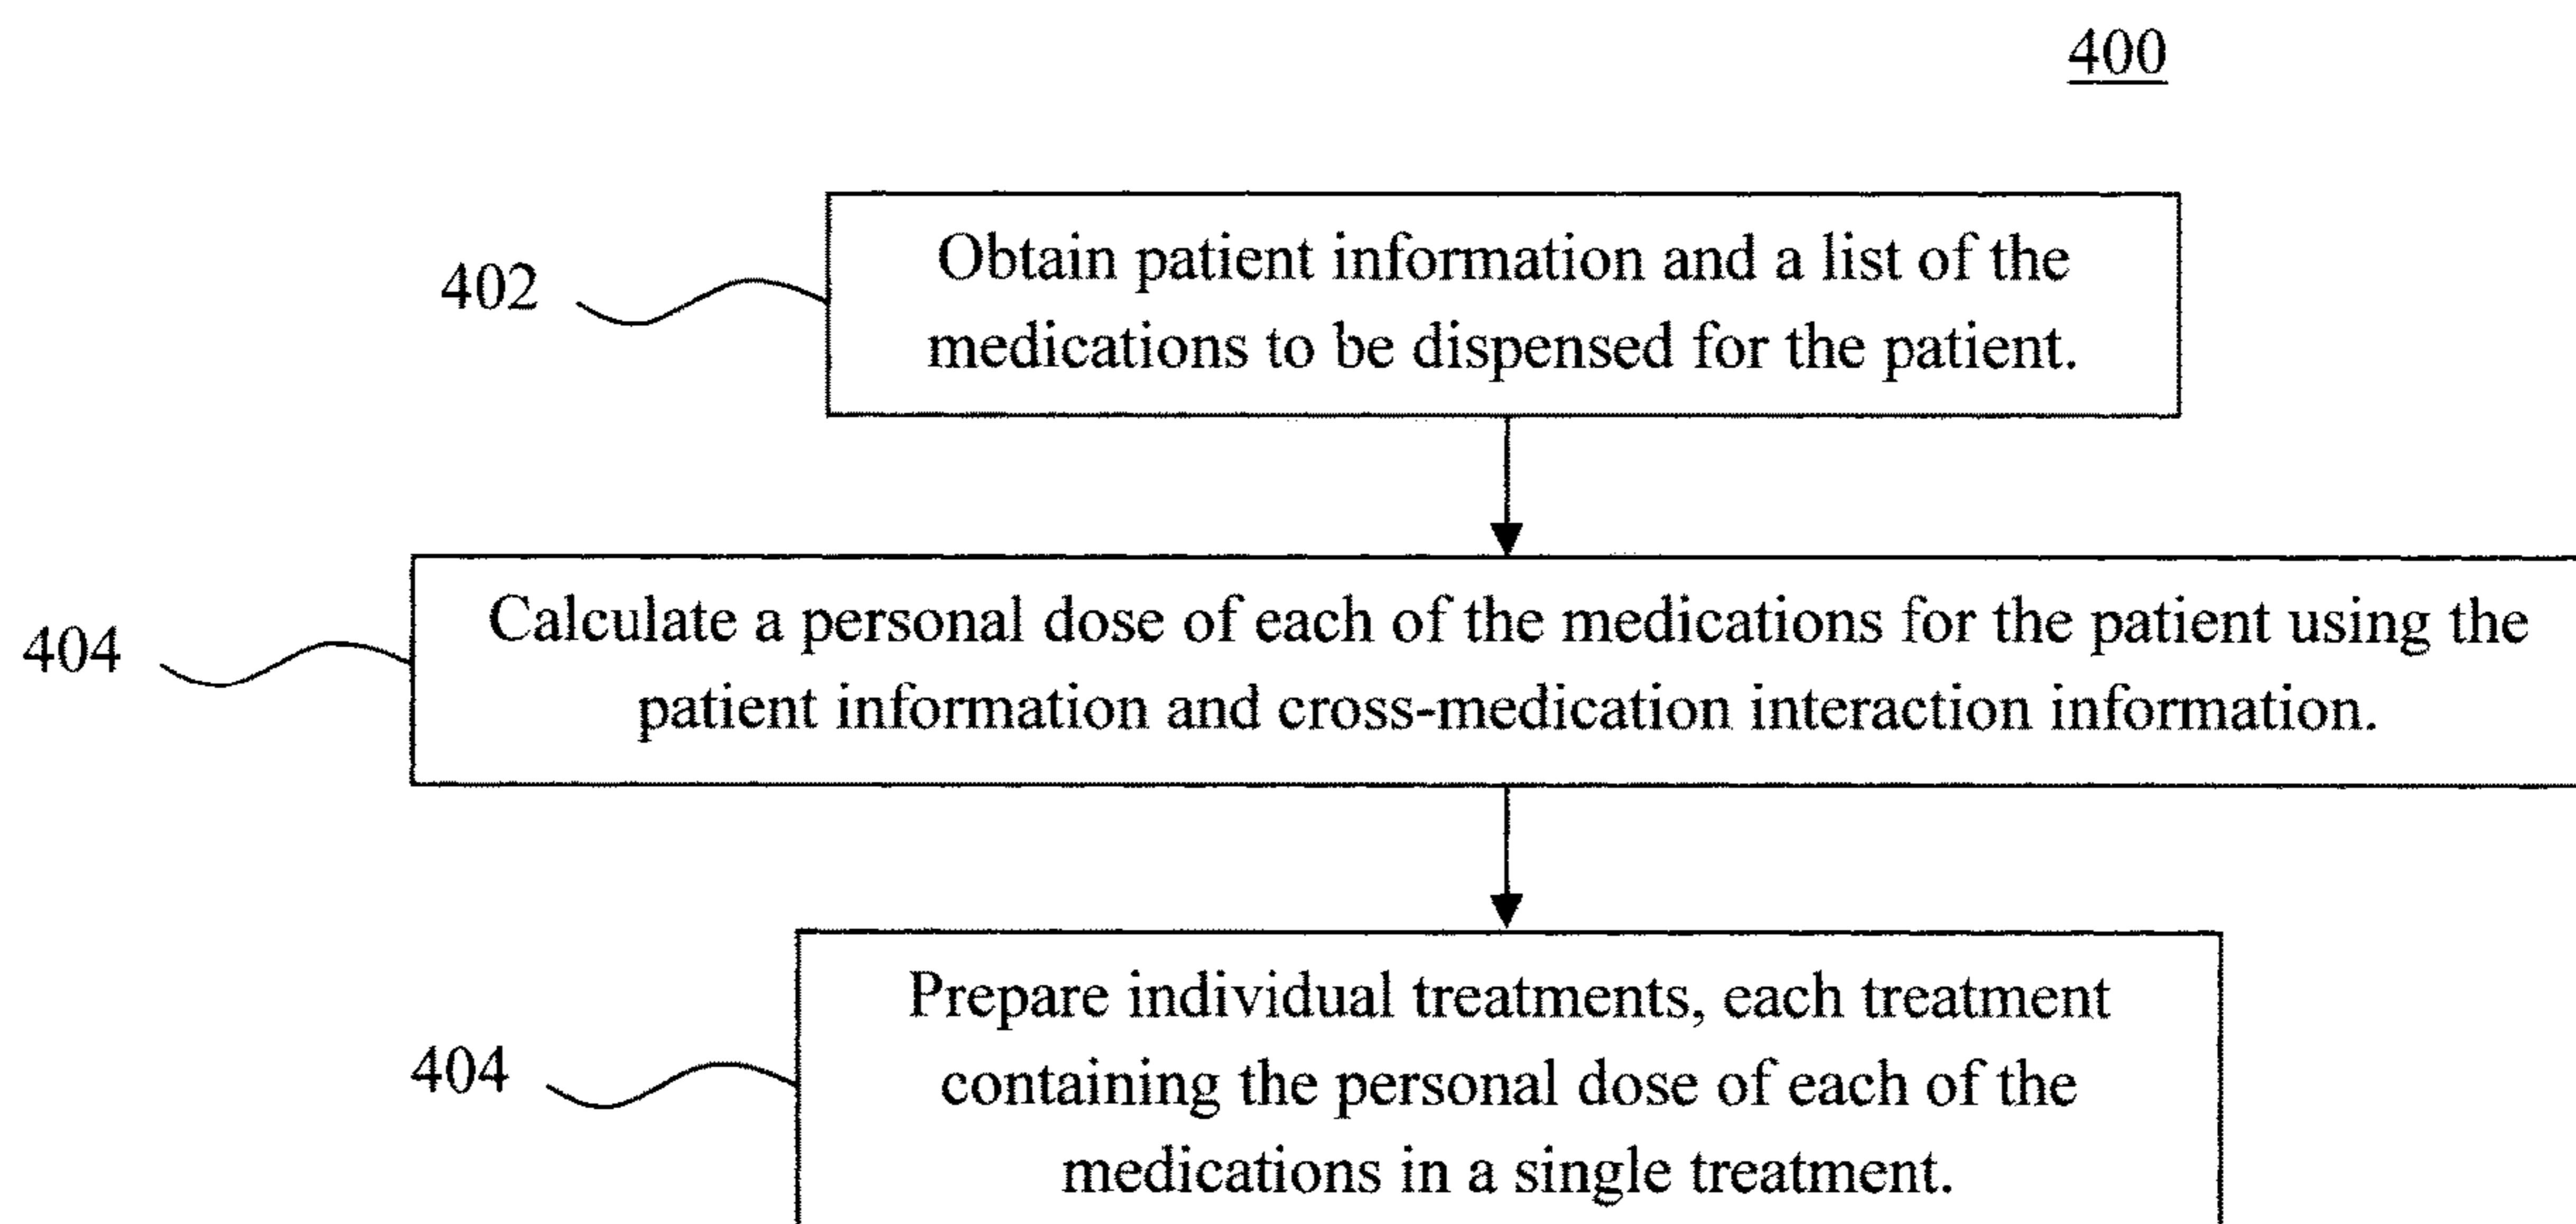 400
402
Obtain patient information and a list of the
medications to be dispensed for the patient.
404
Calculate a personal dose of each of the medications for the patient using the
patient information and cross-medication interaction information.
404
Prepare individual treatments, each treatment
containing the personal dose of each of the
medications in a single treatment.